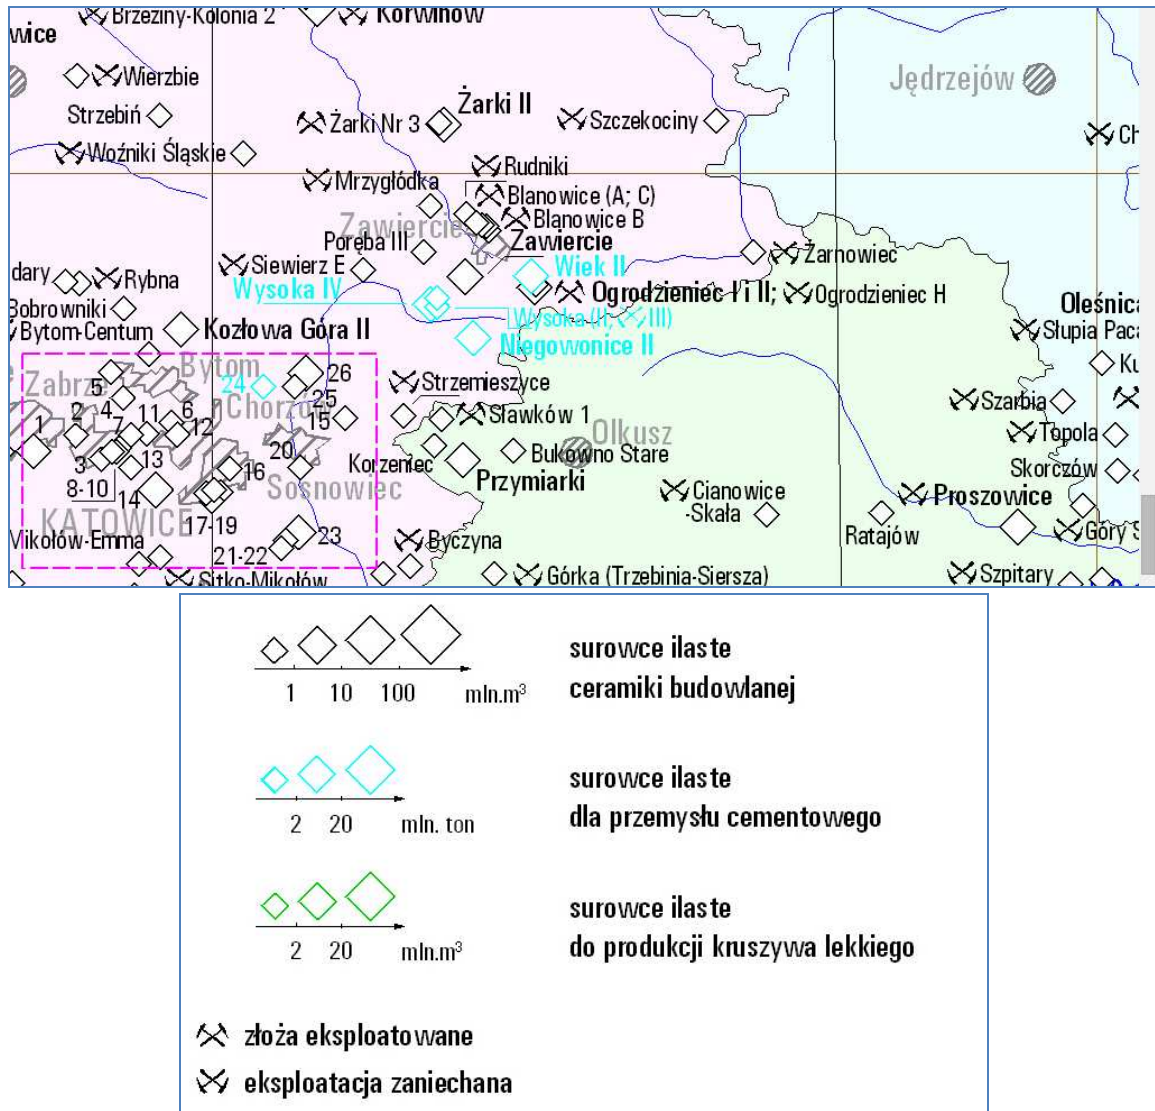 Brzeziny-Kolonia 2
Korwinów
wice
Jędrzejów
Wierzbie
Żarki II
Strzebiń
Żarki Nr 3
Szczekociny
Ch
Woźniki Śląskie
Rudniki
Mrzygłódka
Blanowice (A; C)
Zawiercie
Blanowice B
Poręba III
Zawiercie
Żarnowiec
dary
Rybna
Siewierz E
Wiek II
Wysoka IV
Ogrodzieniec I i II;
Ogrodzieniec H
Oleśnica
Bobrowniki
Bytom-Centum
Kozłowa Góra II
Wysoka (II; III)
Słupia Paca
Niegowonice II
Ku
Bytom
Zabrze
5
24
26
Strzemieszyce
Chorzów
25
Szarbia
1
2
4
7
11
6
12
15
Sławków 1
Olkusz
Topola
3
13
16
20
Korzeniec
Bukowno Stare
Skorczów
8-10
14
Sosnowiec
Przymiarki
Cianowice
-Skała
Proszowice
KATOWICE
17-19
Ratajów
Góry S
Mikołów-Emma
21-22
23
Byczyna
Sitko-Mikołów
Górka (Trzebinia-Siersza)
Szpitary
surowce ilaste
1 10 100 mln.m³
ceramiki budowlanej
surowce ilaste
2 20 mln. ton
dla przemysłu cementowego
surowce ilaste
2 20 mln.m³
do produkcji kruszywa lekkiego
złoża eksploatowane
eksploatacja zaniechana